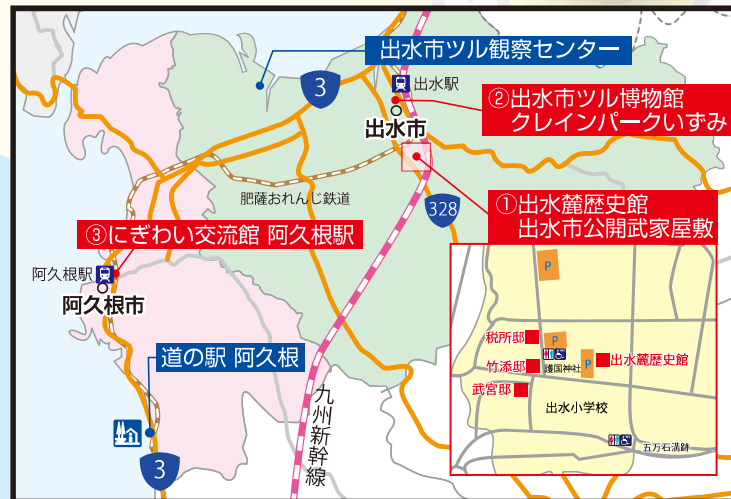 出水市ツル観察センター
3
出水駅
②出水市ツル博物館
クレインパークいずみ
出水市
肥薩おれんじ鉄道
328
①出水麓歴史館
出水市公開武家屋敷
③にぎわい交流館 阿久根駅
阿久根駅
阿久根市
道の駅 阿久根
3
九州新幹線
P
税所邸
P
P
竹添邸
護国神社
出水麓歴史館
武宮邸
出水小学校
五万石溝跡